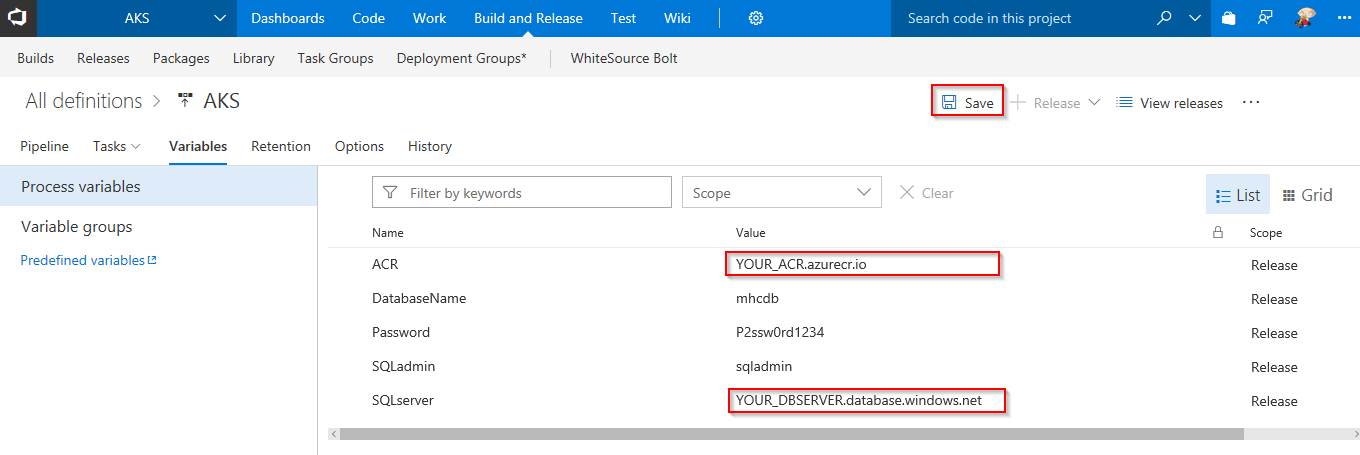 AKS Dashboards Code Work Build and Release Test Wiki Search code in this project
Builds Releases Packages Library Task Groups Deployment Groups* WhiteSource Bolt
All definitions > AKS Save Release View releases ...
Pipeline Tasks Variables Retention Options History
Process variables
Variable groups
Predefined variables
Filter by keywords Scope Clear List Grid
Name Value Scope
ACR YOUR_ACR.azurecr.io Release
DatabaseName mhcdb Release
Password P2ssw0rd1234 Release
SQLadmin sqladmin Release
SQLserver YOUR_DBSERVER.database.windows.net Release